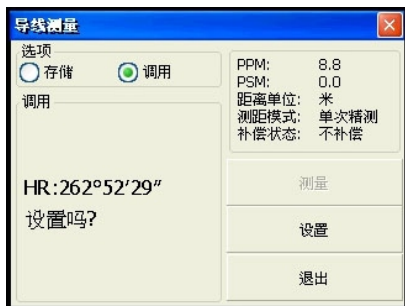 导线测量
选项
存储 调用
调用
HR:262°52′29″
设置吗?
PPM: 8.8
PSM: 0.0
距离单位: 米
测距模式: 单次精测
补偿状态: 不补偿
测量
设置
退出